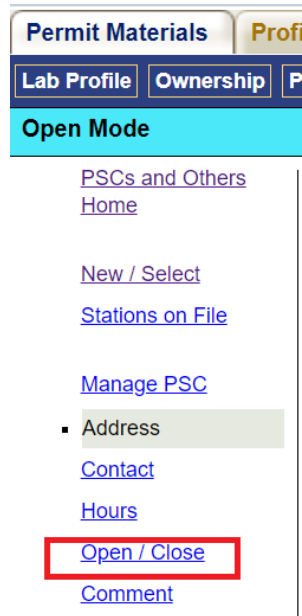 Permit Materials Profi
Lab Profile Ownership P
Open Mode
PSCs and Others
Home
New / Select
Stations on File
Manage PSC
Address
Contact
Hours
Open / Close
Comment